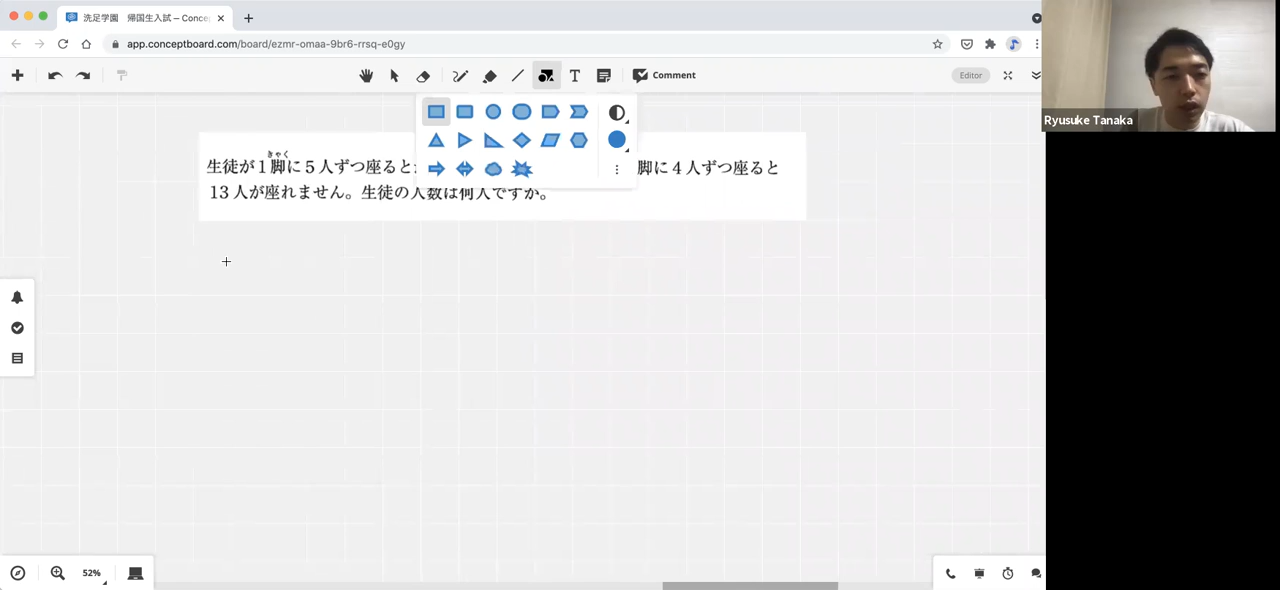 洗足学園 帰国生入試 – Conce
app.conceptboard.com/board/ezmr-omaa-9br6-rrsq-e0gy
Comment
Editor
Ryusuke Tanaka
きゃく
生徒が1脚に5人ずつ座ると 脚に4人ずつ座ると
13人が座れません。生徒の人数は何人ですか。
52%